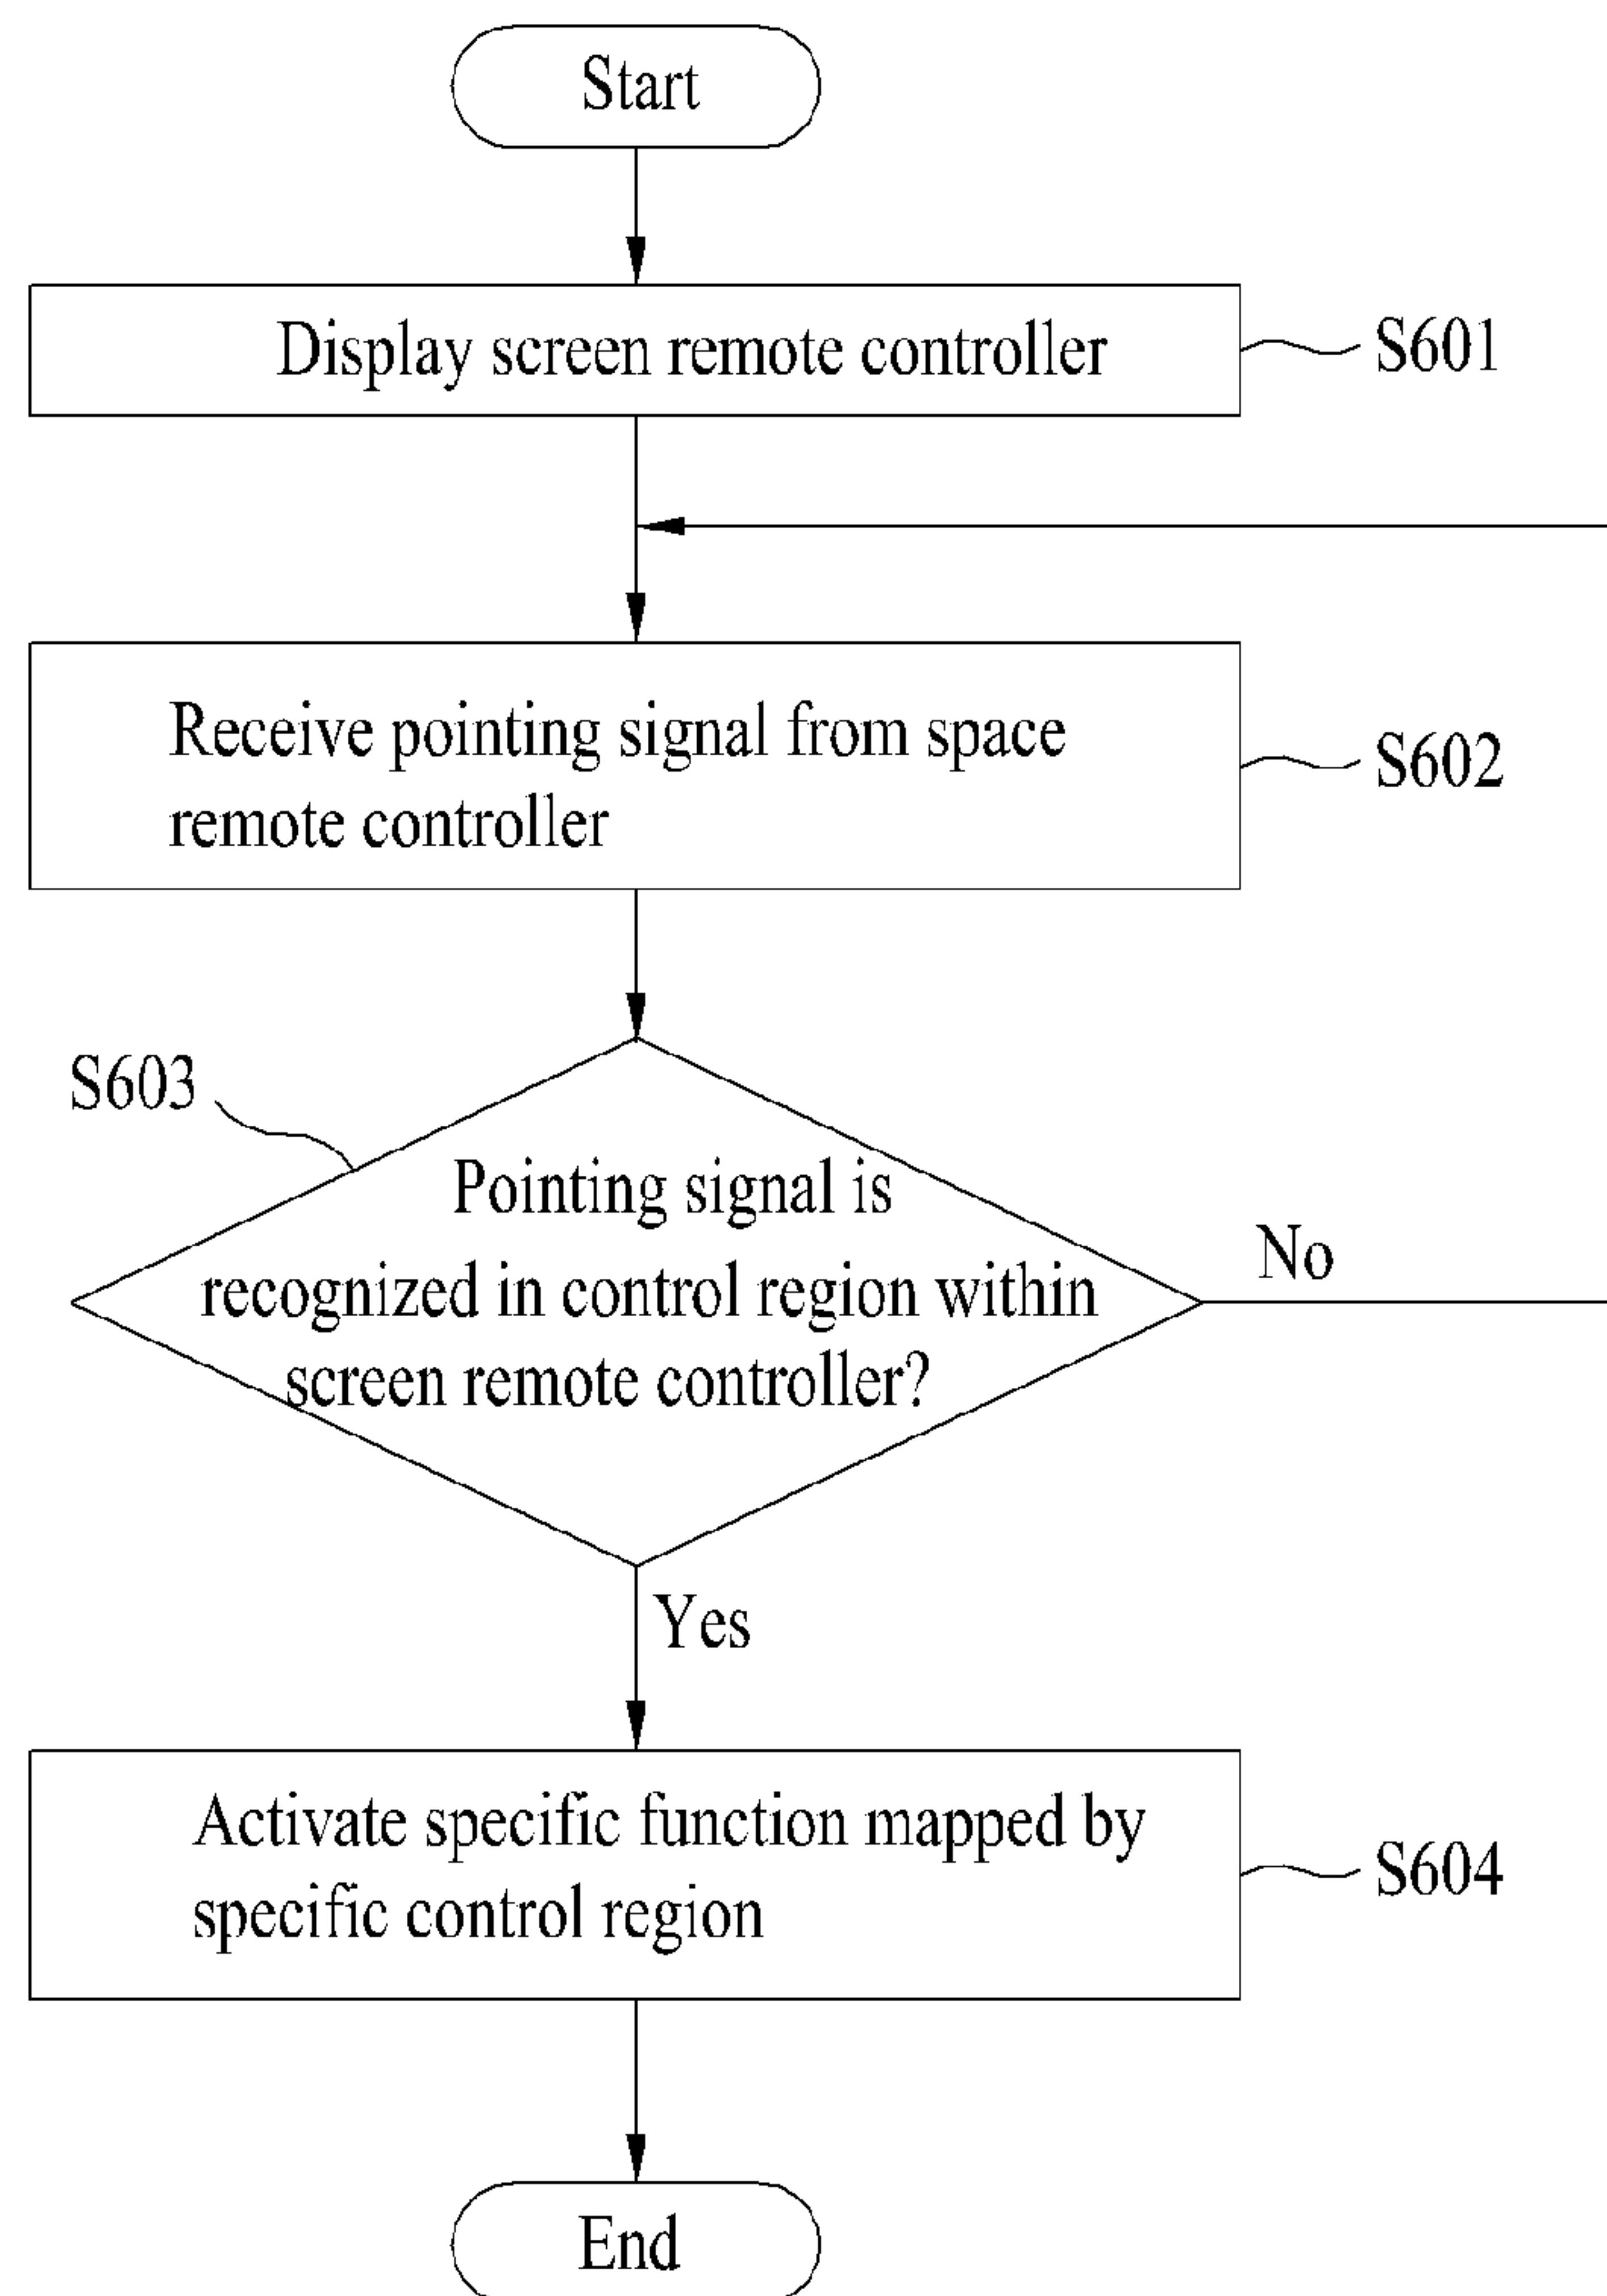 Start
Display screen remote controller
S601
Receive pointing signal from space
remote controller
S602
S603
Pointing signal is
recognized in control region within
screen remote controller?
No
Yes
Activate specific function mapped by
specific control region
S604
End